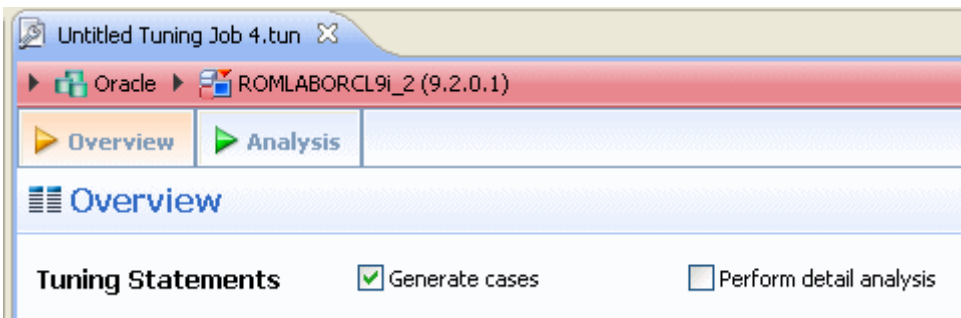 Untitled Tuning Job 4.tun
Oracle ROMLABORCL9i_2 (9.2.0.1)
Overview Analysis
Overview
Tuning Statements Generate cases Perform detail analysis